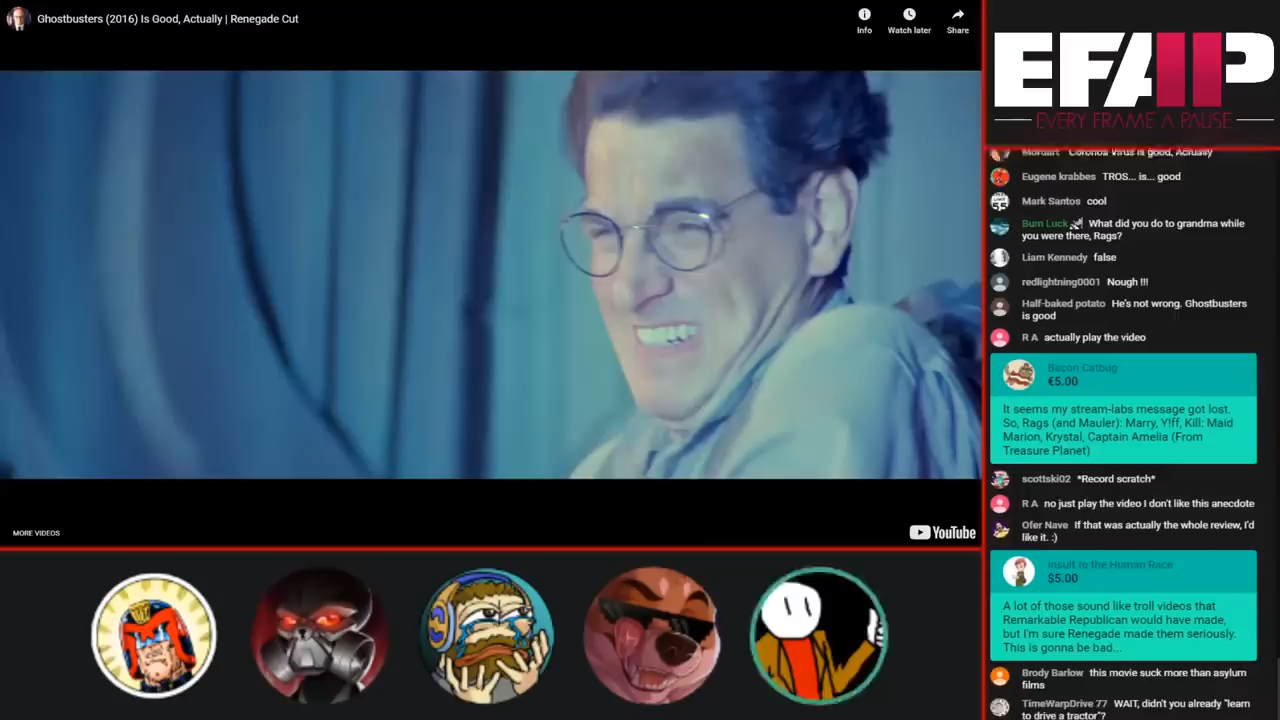 Ghostbusters (2016) Is Good, Actually | Renegade Cut
Info
Watch later
Share
MORE VIDEOS
YouTube
EFAP
EVERY FRAME A PAUSE
Mordart Corona Virus is good, Actually
Eugene krabbes TROS... is... good
Mark Santos cool
Bum Luck What did you do to grandma while
you were there, Rags?
Liam Kennedy false
redlightning0001 Nough !!!
Half-baked potato He's not wrong. Ghostbusters
is good
R A actually play the video
Bacon Catbug
€5.00
It seems my stream-labs message got lost.
So, Rags (and Mauler): Marry, Y!ff, Kill: Maid
Marion, Krystal, Captain Amelia (From
Treasure Planet)
scottski02 *Record scratch*
R A no just play the video I don't like this anecdote
Ofer Nave If that was actually the whole review, I'd
like it. :)
Insult to the Human Race
$5.00
A lot of those sound like troll videos that
Remarkable Republican would have made,
but I'm sure Renegade made them seriously.
This is gonna be bad...
Brody Barlow this movie suck more than asylum
films
TimeWarpDrive 77 WAIT, didn't you already "learn
to drive a tractor"?